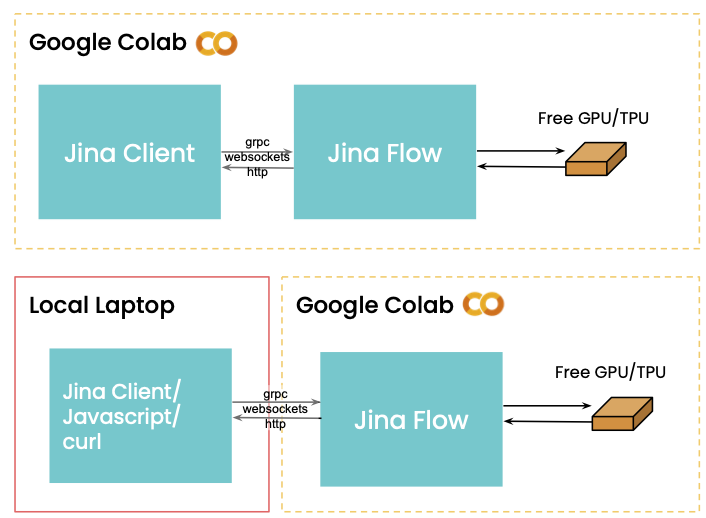 Google Colab
Jina Client
grpc
websockets
http
Jina Flow
Free GPU/TPU
Local Laptop
Jina Client/
Javascript/
curl
grpc
websockets
http
Google Colab
Jina Flow
Free GPU/TPU